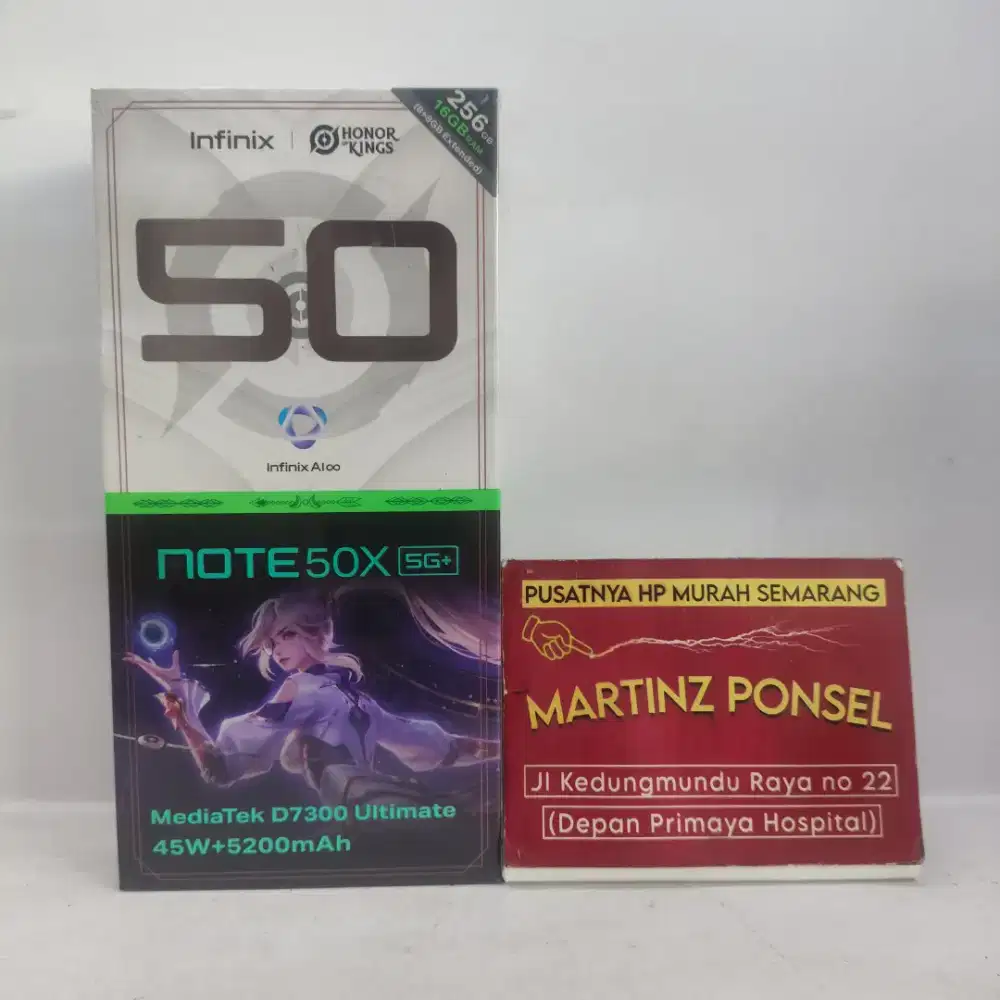 Infinix | HONOR OF KINGS
256GB
16GB RAM
(8+8GB Extended)
50
Infinix AI∞
NOTE 50X 5G+
MediaTek D7300 Ultimate
45W+5200mAh
PUSATNYA HP MURAH SEMARANG
MARTINZ PONSEL
Jl Kedungmundu Raya no 22
(Depan Primaya Hospital)